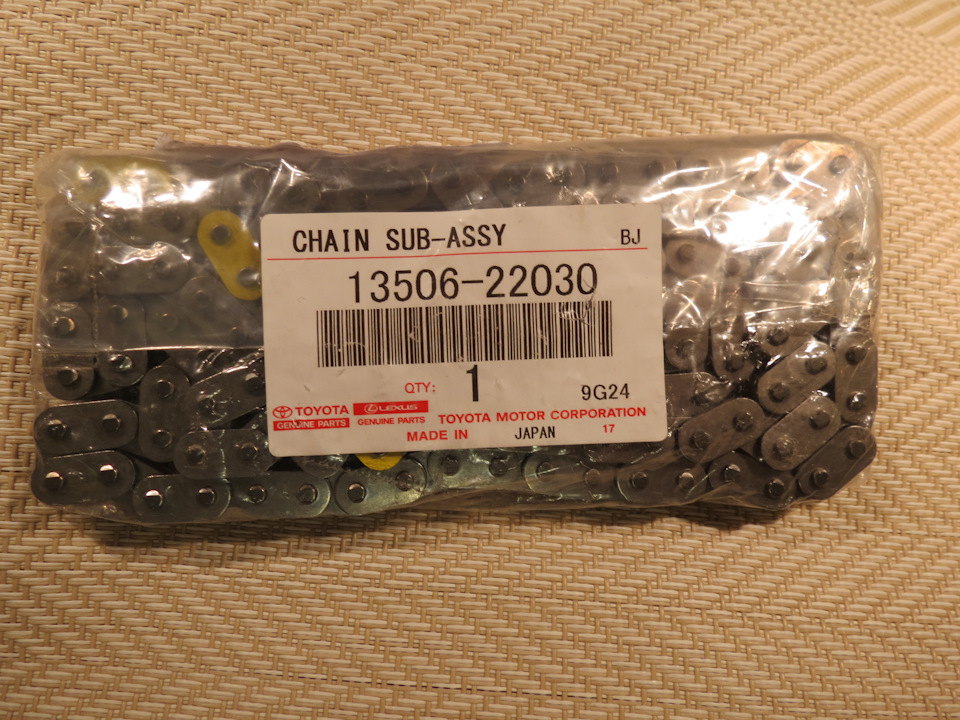 CHAIN SUB-ASSY BJ
13506-22030
QTY: 1 9G24
TOYOTA LEXUS TOYOTA MOTOR CORPORATION
GENUINE PARTS GENUINE PARTS
MADE IN JAPAN 17